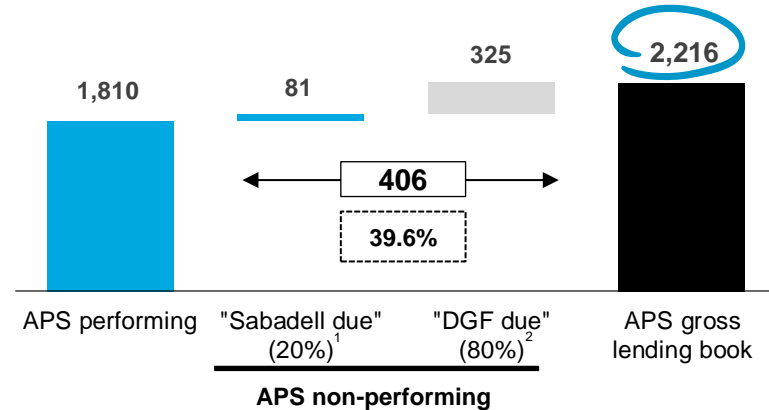 2,216
325
1,810
81
406
39.6%
APS performing
"Sabadell due"
(20%)1
"DGF due"
(80%)2
APS gross
lending book
APS non-performing